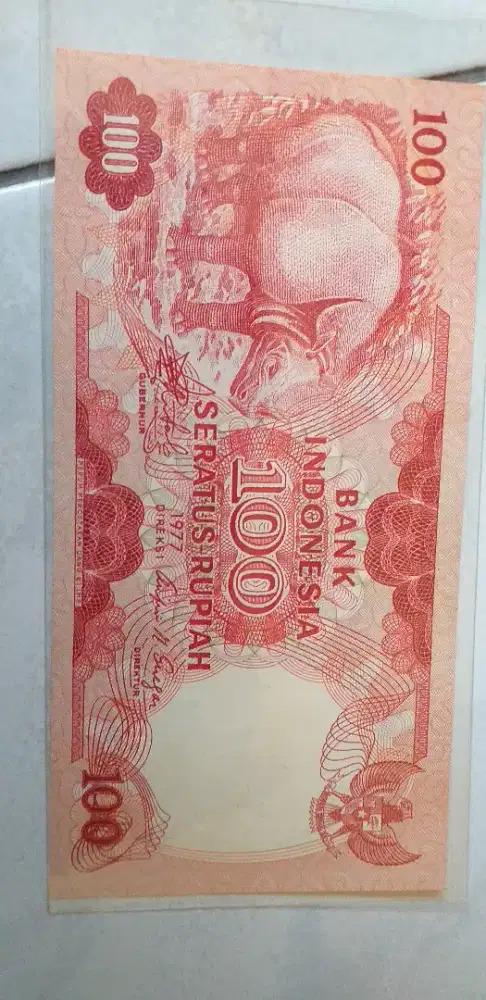 100
100
BANK
INDONESIA
100
SERATUS RUPIAH
1977
DIREKSI
GUBERNUR
DIREKTUR
100